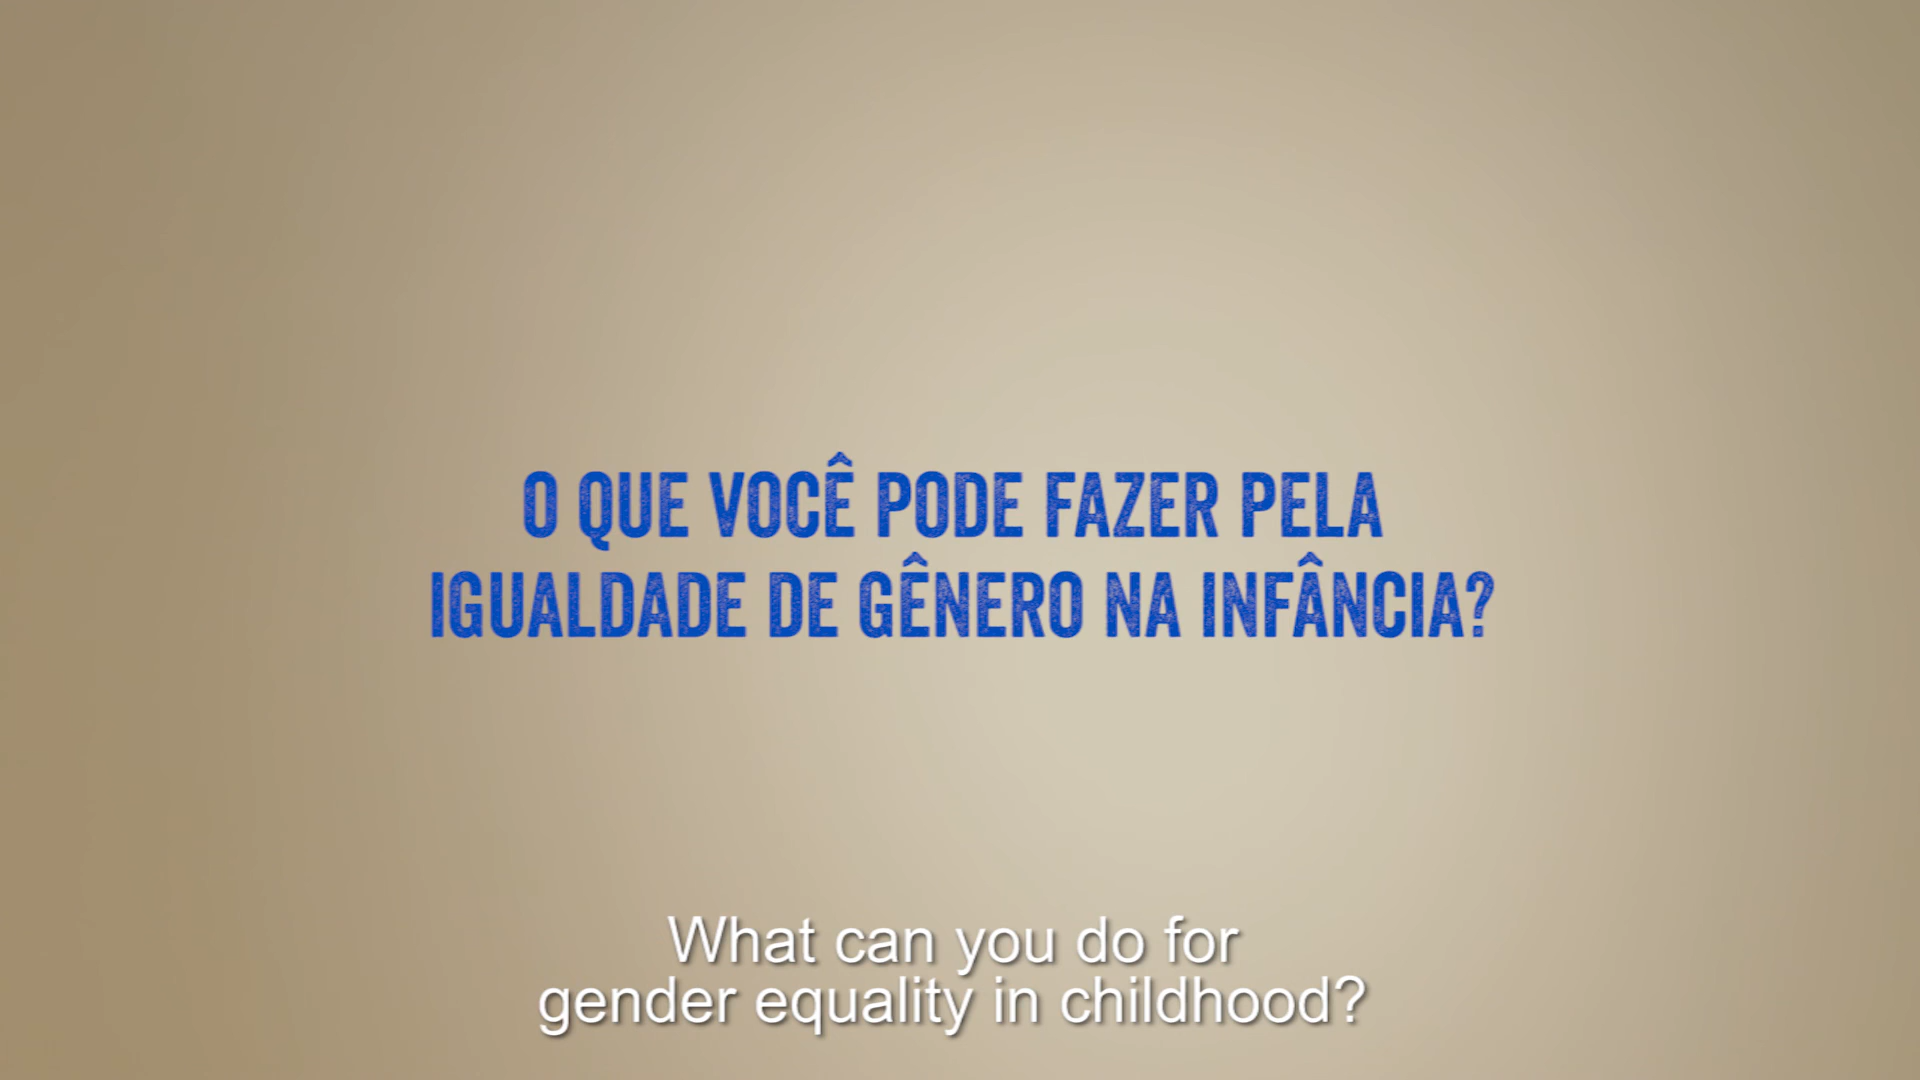 O QUE VOCÊ PODE FAZER PELA
IGUALDADE DE GÊNERO NA INFÂNCIA?
What can you do for
gender equality in childhood?